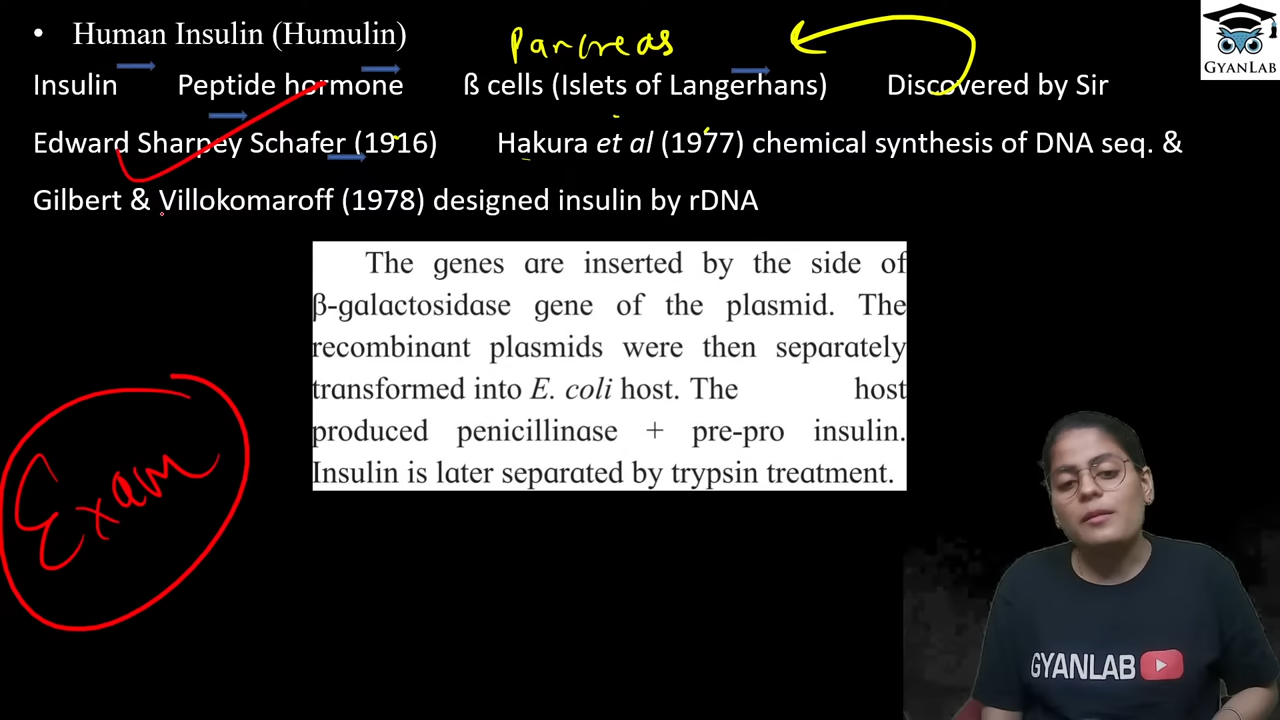 • Human Insulin (Humulin)
Pancreas
GYANLAB
Insulin Peptide hormone ß cells (Islets of Langerhans) Discovered by Sir
Edward Sharpey Schafer (1916) Hakura et al (1977) chemical synthesis of DNA seq. &
Gilbert & Villokomaroff (1978) designed insulin by rDNA
The genes are inserted by the side of
β-galactosidase gene of the plasmid. The
recombinant plasmids were then separately
transformed into E. coli host. The host
produced penicillinase + pre-pro insulin.
Insulin is later separated by trypsin treatment.
Exam
GYANLAB